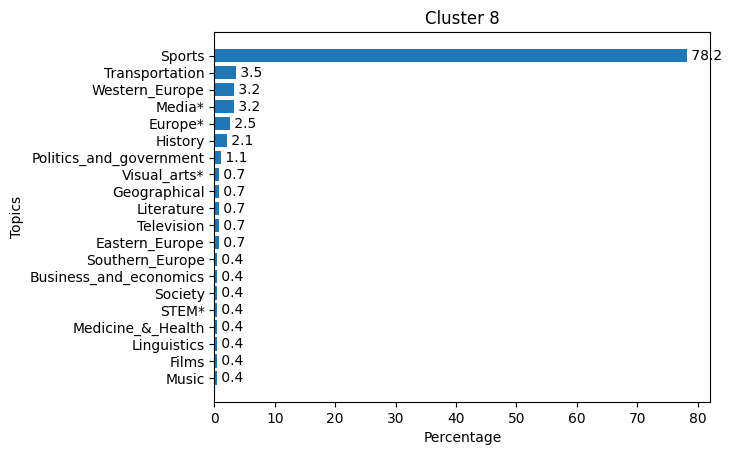 Cluster 8
Topics
Sports 78.2
Transportation 3.5
Western_Europe 3.2
Media* 3.2
Europe* 2.5
History 2.1
Politics_and_government 1.1
Visual_arts* 0.7
Geographical 0.7
Literature 0.7
Television 0.7
Eastern_Europe 0.7
Southern_Europe 0.4
Business_and_economics 0.4
Society 0.4
STEM* 0.4
Medicine_&_Health 0.4
Linguistics 0.4
Films 0.4
Music 0.4
0 10 20 30 40 50 60 70 80
Percentage